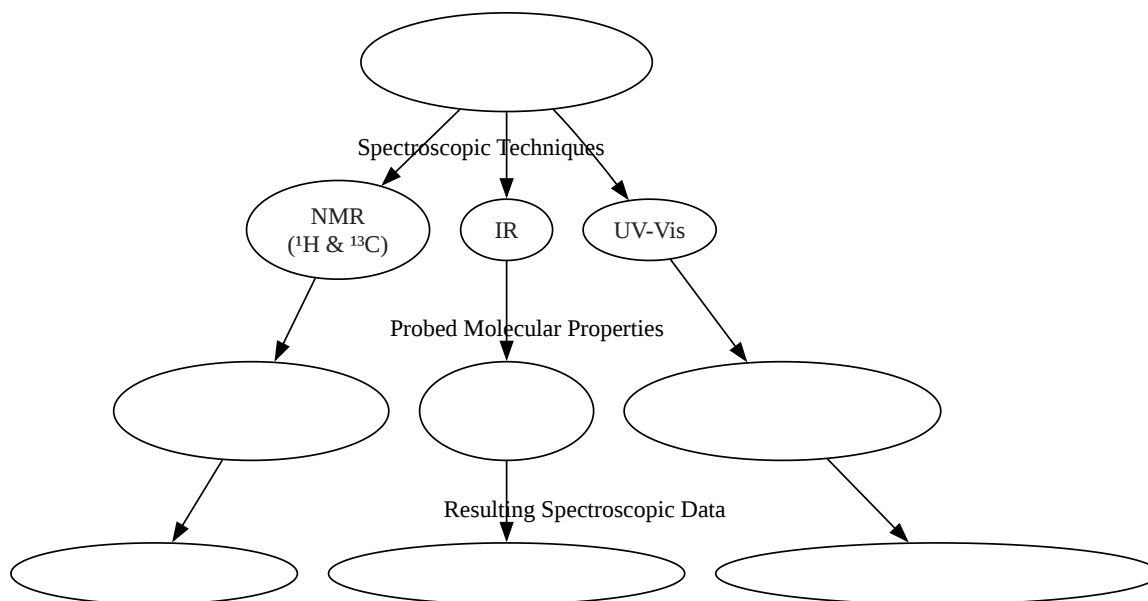 Spectroscopic Techniques
NMR
(¹H & ¹³C)
IR
UV-Vis
Probed Molecular Properties
Resulting Spectroscopic Data